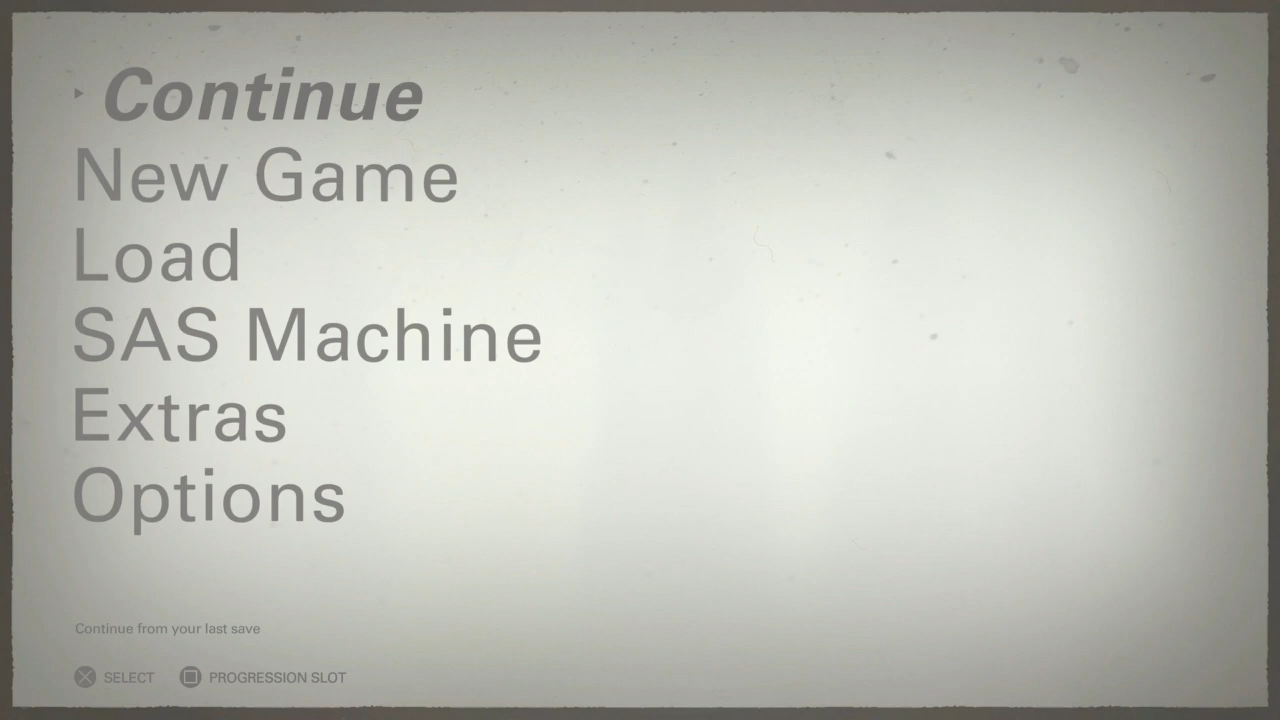 Continue
New Game
Load
SAS Machine
Extras
Options
Continue from your last save
SELECT PROGRESSION SLOT